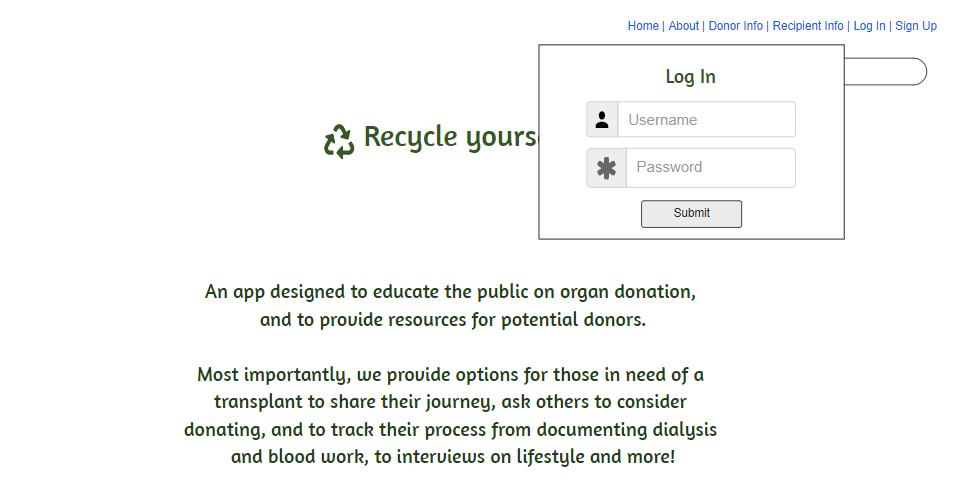 Home | About | Donor Info | Recipient Info | Log In | Sign Up
Log In
Username
Recycle yours
Password
Submit
An app designed to educate the public on organ donation,
and to provide resources for potential donors.
Most importantly, we provide options for those in need of a
transplant to share their journey, ask others to consider
donating, and to track their process from documenting dialysis
and blood work, to interviews on lifestyle and more!